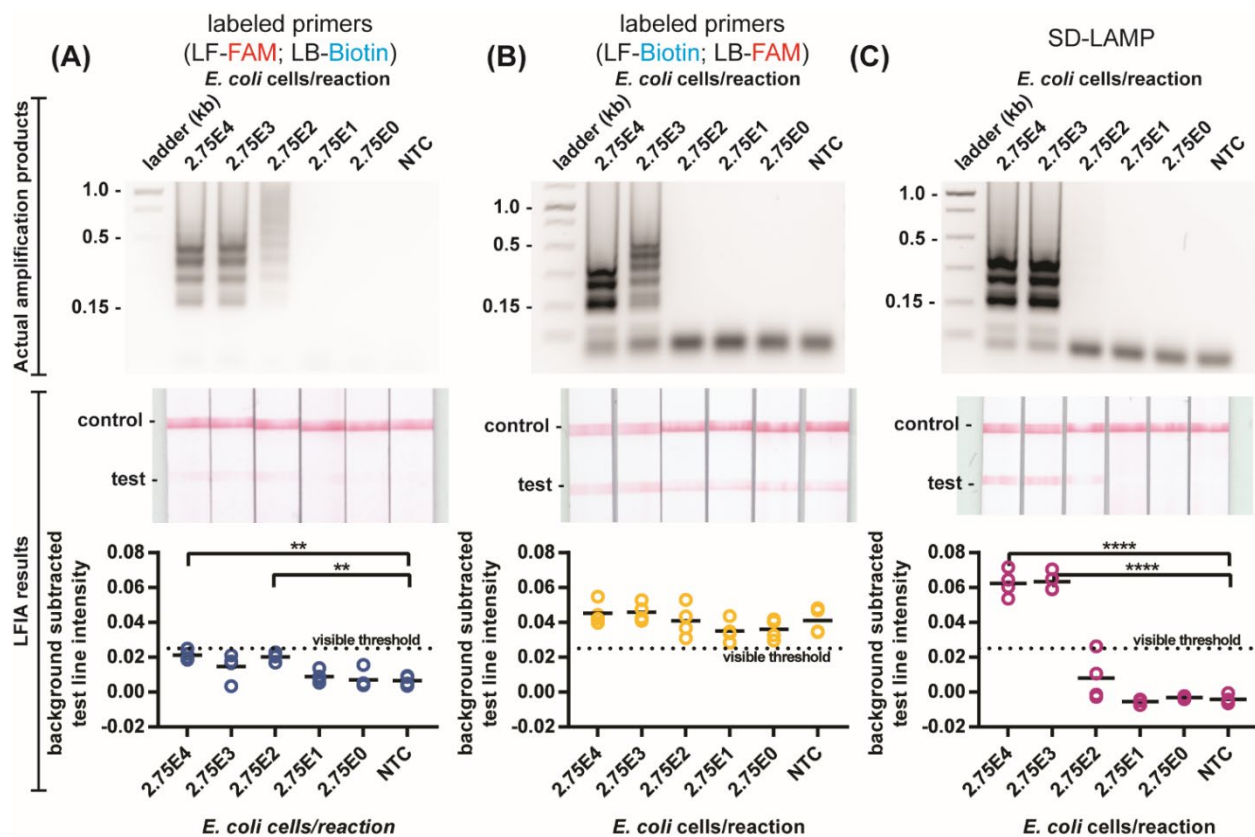 labeled primers
(A) (LF-FAM; LB-Biotin)
E. coli cells/reaction
ladder (kb) 2.75E4 2.75E3 2.75E2 2.75E1 2.75E0 NTC
1.0 -
0.5 -
0.15 -
Actual amplification products
control -
test -
LFIA results
background subtracted
test line intensity
0.08
0.06
0.04
0.02
0.00
-0.02
**
**
visible threshold
2.75E4 2.75E3 2.75E2 2.75E1 2.75E0 NTC
E. coli cells/reaction
labeled primers
(B) (LF-Biotin; LB-FAM)
E. coli cells/reaction
ladder (kb) 2.75E4 2.75E3 2.75E2 2.75E1 2.75E0 NTC
1.0 -
0.5 -
0.15 -
control -
test -
background subtracted
test line intensity
0.08
0.06
0.04
0.02
0.00
-0.02
visible threshold
2.75E4 2.75E3 2.75E2 2.75E1 2.75E0 NTC
E. coli cells/reaction
(C) SD-LAMP
E. coli cells/reaction
ladder (kb) 2.75E4 2.75E3 2.75E2 2.75E1 2.75E0 NTC
1.0 -
0.5 -
0.15 -
control -
test -
background subtracted
test line intensity
0.08
0.06
0.04
0.02
0.00
-0.02
****
****
visible threshold
2.75E4 2.75E3 2.75E2 2.75E1 2.75E0 NTC
E. coli cells/reaction